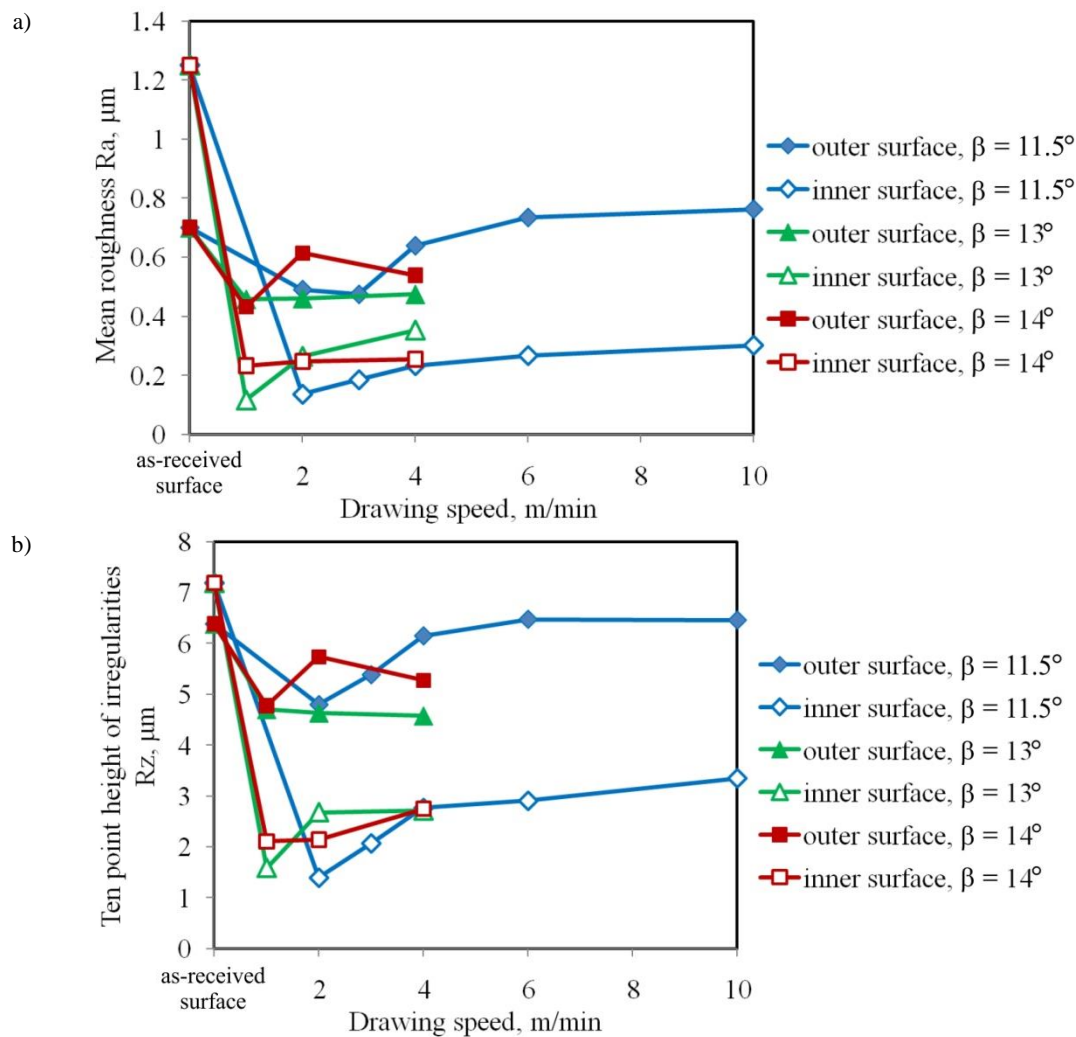 a)
Mean roughness Ra, µm
1.4
1.2
1
0.8
0.6
0.4
0.2
0
as-received
surface
2
4
6
8
10
Drawing speed, m/min
outer surface, β = 11.5°
inner surface, β = 11.5°
outer surface, β = 13°
inner surface, β = 13°
outer surface, β = 14°
inner surface, β = 14°
b)
Ten point height of irregularities
Rz, µm
8
7
6
5
4
3
2
1
0
as-received
surface
2
4
6
8
10
Drawing speed, m/min
outer surface, β = 11.5°
inner surface, β = 11.5°
outer surface, β = 13°
inner surface, β = 13°
outer surface, β = 14°
inner surface, β = 14°